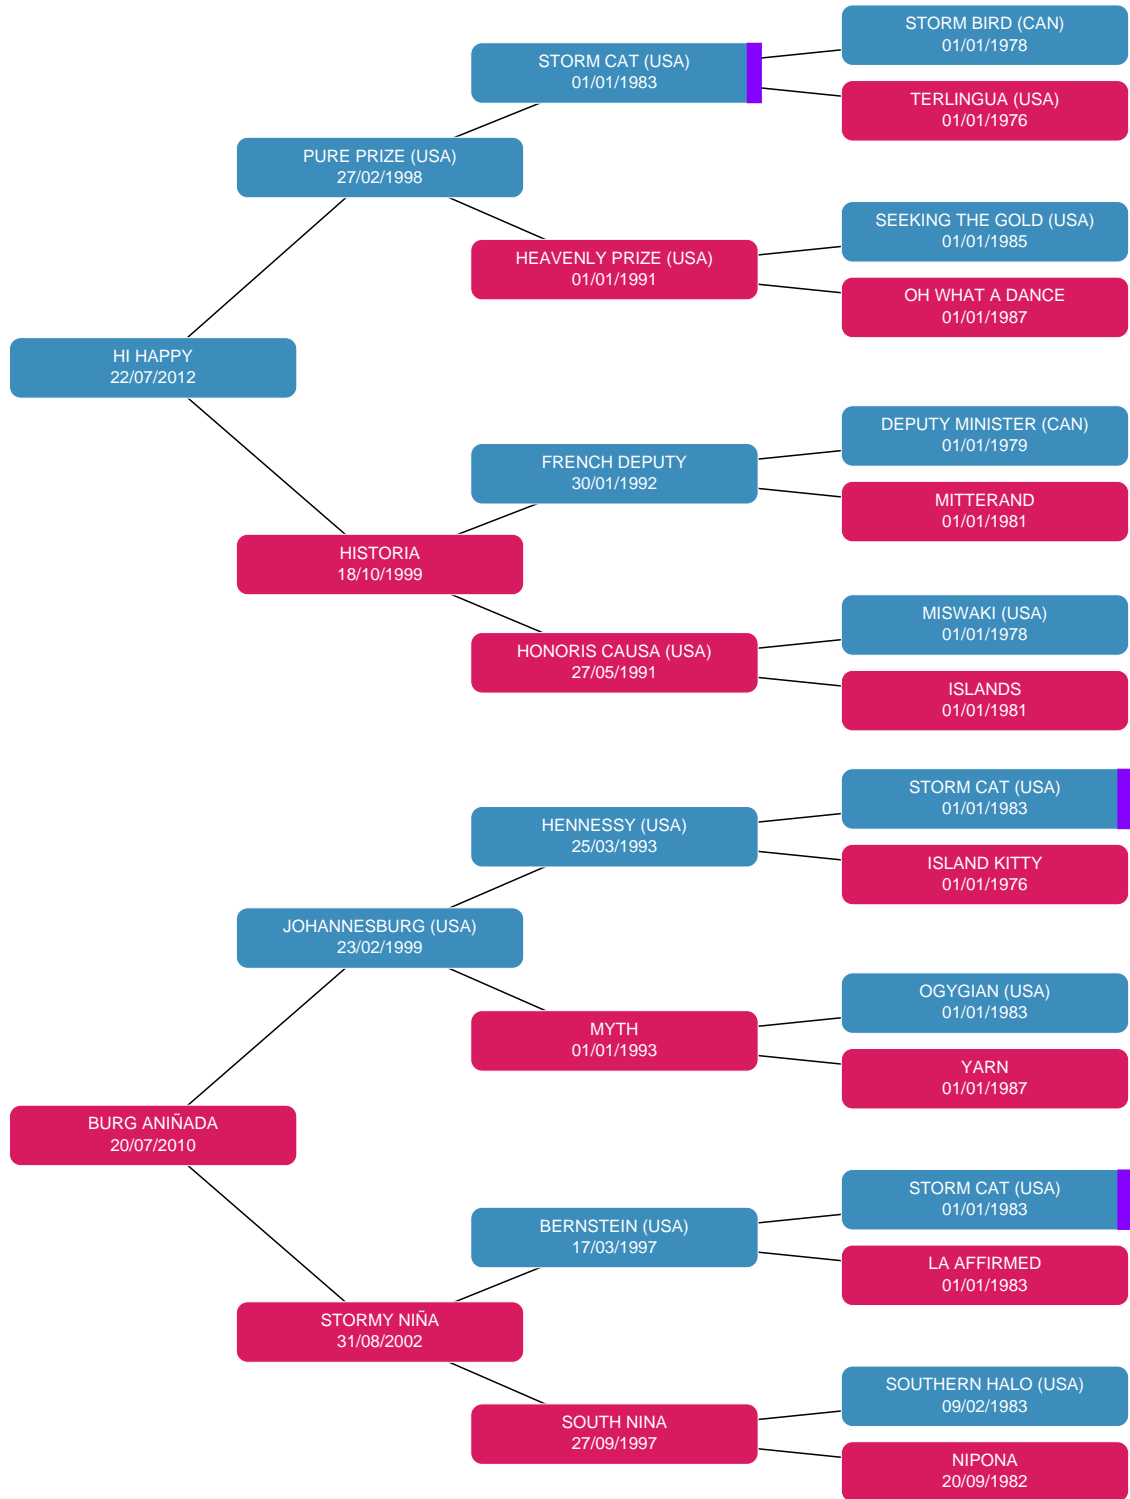 STORM BIRD (CAN)
01/01/1978
STORM CAT (USA)
01/01/1983
TERLINGUA (USA)
01/01/1976
PURE PRIZE (USA)
27/02/1998
SEEKING THE GOLD (USA)
01/01/1985
HEAVENLY PRIZE (USA)
01/01/1991
OH WHAT A DANCE
01/01/1987
HI HAPPY
22/07/2012
DEPUTY MINISTER (CAN)
01/01/1979
FRENCH DEPUTY
30/01/1992
MITTERAND
01/01/1981
HISTORIA
18/10/1999
MISWAKI (USA)
01/01/1978
HONORIS CAUSA (USA)
27/05/1991
ISLANDS
01/01/1981
STORM CAT (USA)
01/01/1983
HENNESSY (USA)
25/03/1993
ISLAND KITTY
01/01/1976
JOHANNESBURG (USA)
23/02/1999
OGYGIAN (USA)
01/01/1983
MYTH
01/01/1993
YARN
01/01/1987
BURG ANIÑADA
20/07/2010
STORM CAT (USA)
01/01/1983
BERNSTEIN (USA)
17/03/1997
LA AFFIRMED
01/01/1983
STORMY NIÑA
31/08/2002
SOUTHERN HALO (USA)
09/02/1983
SOUTH NINA
27/09/1997
NIPONA
20/09/1982